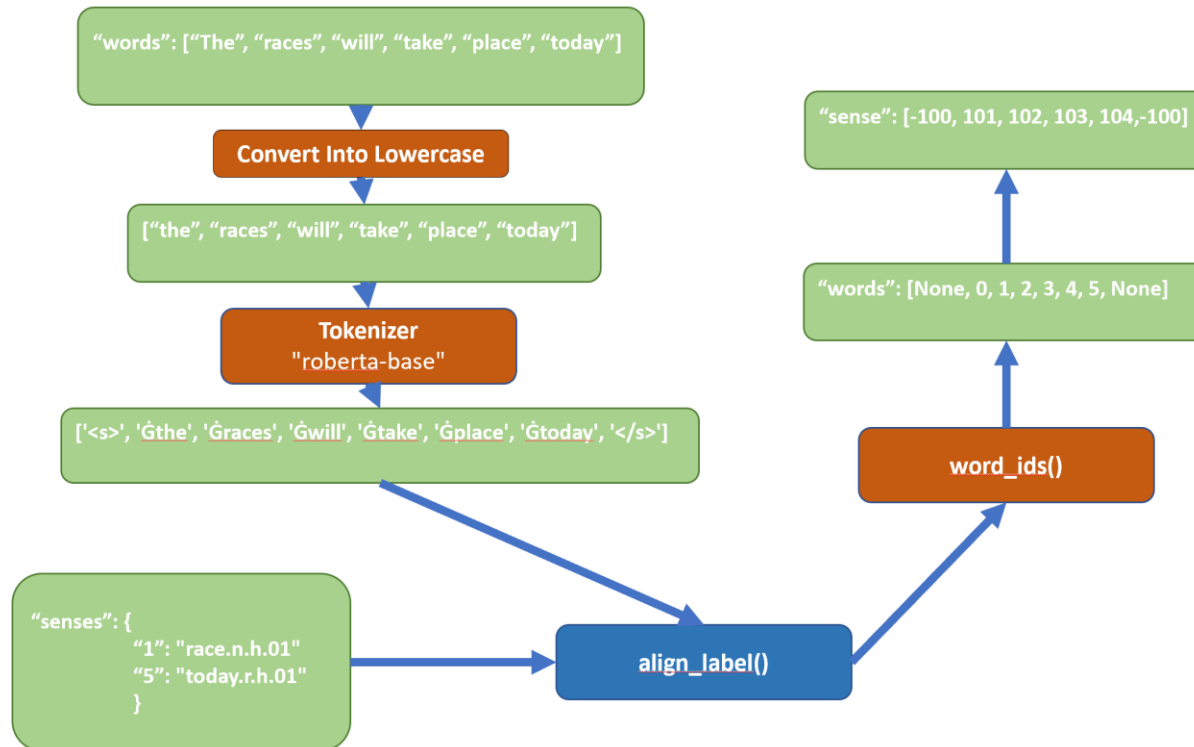 “words”: [“The”, “races”, “will”, “take”, “place”, “today”]
Convert Into Lowercase
[“the”, “races”, “will”, “take”, “place”, “today”]
Tokenizer
"roberta-base"
['<s>', 'Ġthe', 'Ġraces', 'Ġwill', 'Ġtake', 'Ġplace', 'Ġtoday', '</s>']
“senses”: {
“1”: "race.n.h.01"
“5”: "today.r.h.01"
}
align_label()
word_ids()
“words”: [None, 0, 1, 2, 3, 4, 5, None]
“sense”: [-100, 101, 102, 103, 104,-100]